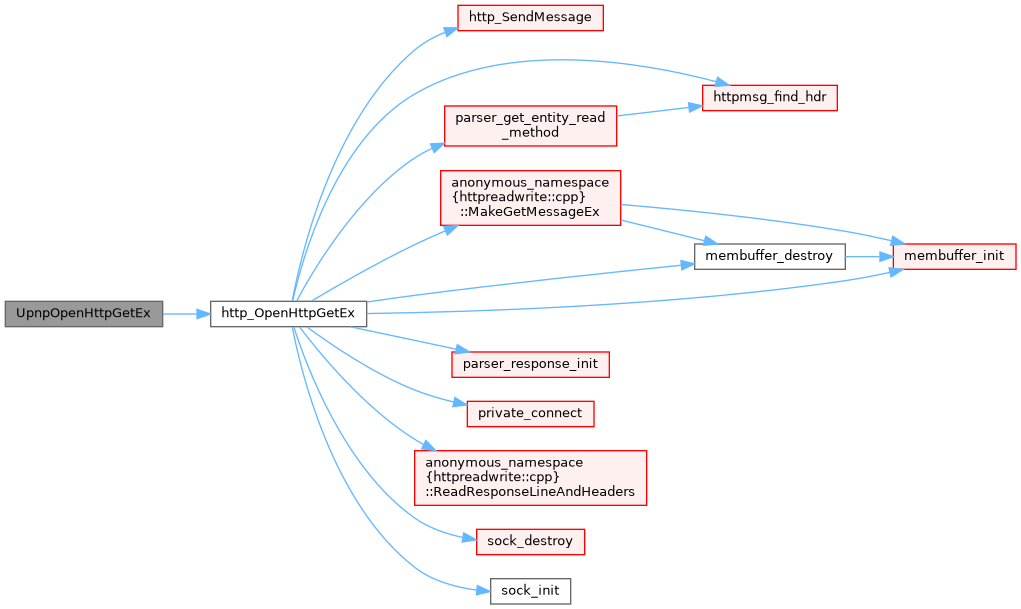 http_SendMessage
httpmsg_find_hdr
parser_get_entity_read
_method
anonymous_namespace
{httpreadwrite::cpp}
::MakeGetMessageEx
membuffer_destroy
membuffer_init
UpnpOpenHttpGetEx
http_OpenHttpGetEx
parser_response_init
private_connect
anonymous_namespace
{httpreadwrite::cpp}
::ReadResponseLineAndHeaders
sock_destroy
sock_init